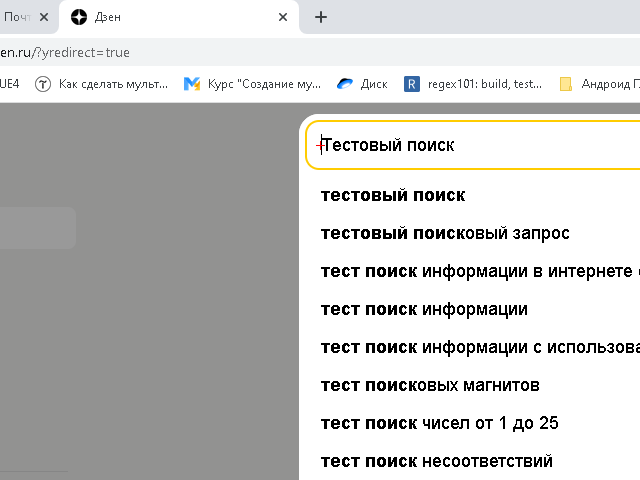 Почт
Дзен
en.ru/?yredirect=true
UE4 Как сделать мульт... Курс "Создание му... Диск R regex101: build, test... Андроид Г
Тестовый поиск
тестовый поиск
тестовый поисковый запрос
тест поиск информации в интернете
тест поиск информации
тест поиск информации с использова
тест поисковых магнитов
тест поиск чисел от 1 до 25
тест поиск несоответствий